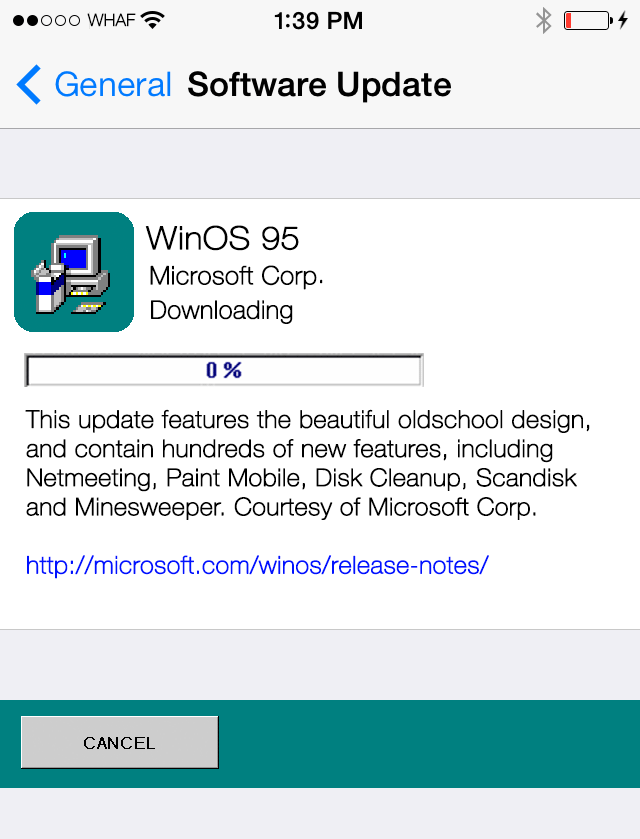 WHAF 1:39 PM
General Software Update
WinOS 95
Microsoft Corp.
Downloading
0 %
This update features the beautiful oldschool design,
and contain hundreds of new features, including
Netmeeting, Paint Mobile, Disk Cleanup, Scandisk
and Minesweeper. Courtesy of Microsoft Corp.
http://microsoft.com/winos/release-notes/
CANCEL